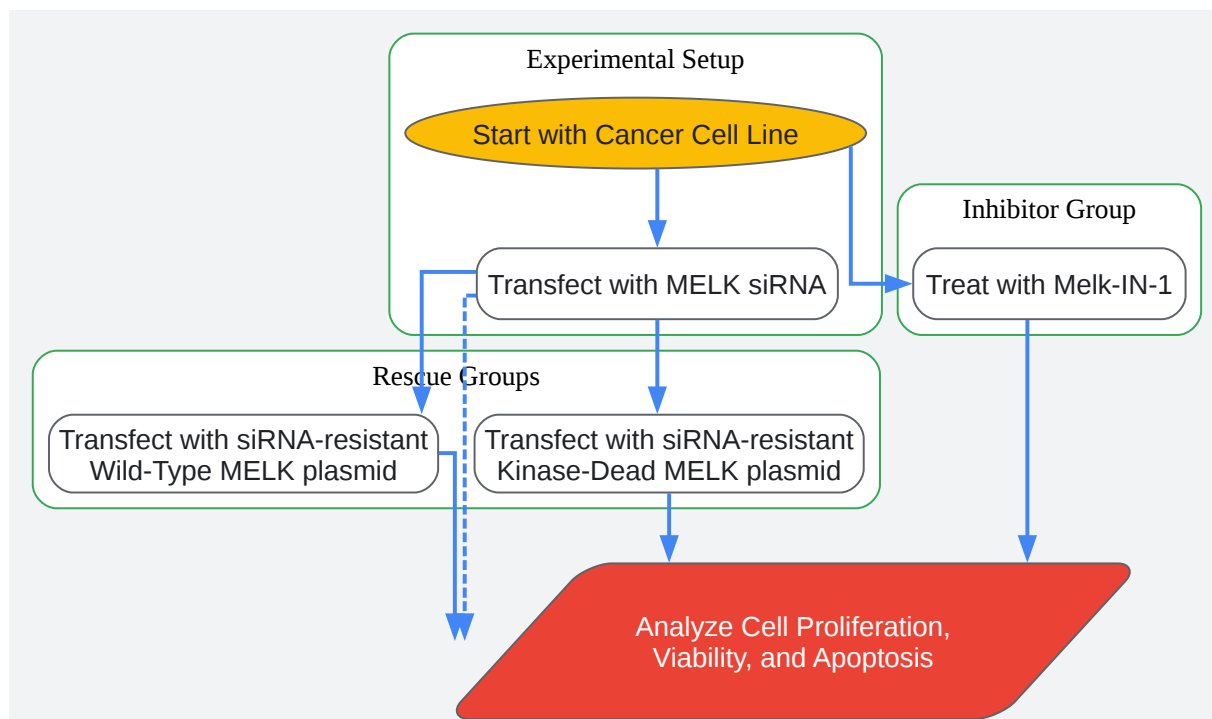 Experimental Setup
Start with Cancer Cell Line
Inhibitor Group
Transfect with MELK siRNA
Treat with Melk-IN-1
Rescue Groups
Transfect with siRNA-resistant
Wild-Type MELK plasmid
Transfect with siRNA-resistant
Kinase-Dead MELK plasmid
Analyze Cell Proliferation,
Viability, and Apoptosis